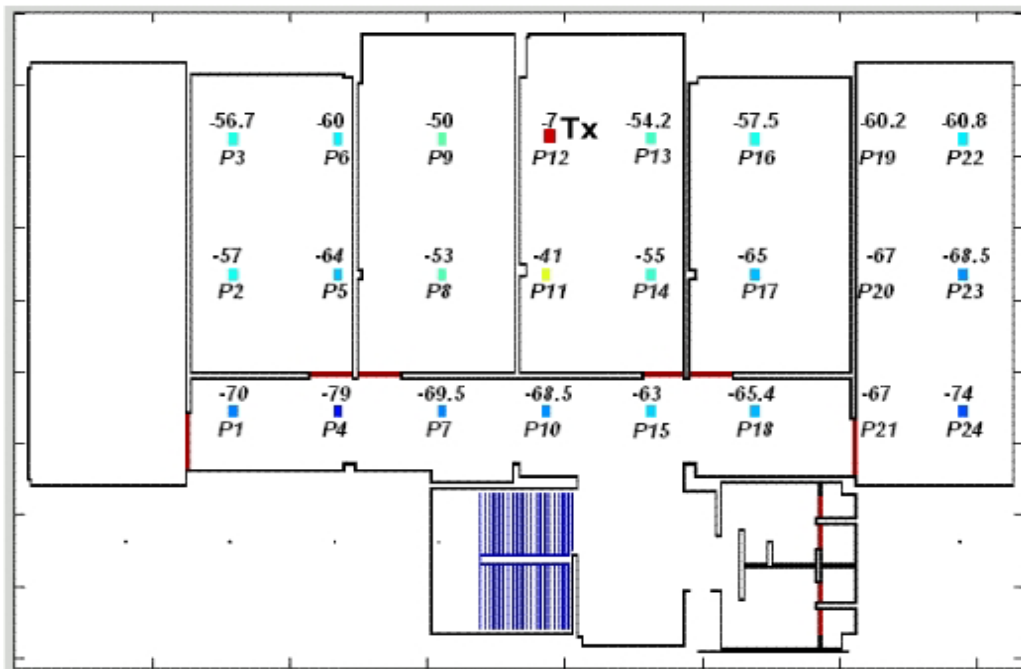 -56.7 -60 -50 -7 Tx -54.2 -57.5 -60.2 -60.8
P3 P6 P9 P12 P13 P16 P19 P22
-57 -64 -53 -41 -55 -65 -67 -68.5
P2 P5 P8 P11 P14 P17 P20 P23
-70 -79 -69.5 -68.5 -63 -65.4 -67 -74
P1 P4 P7 P10 P15 P18 P21 P24